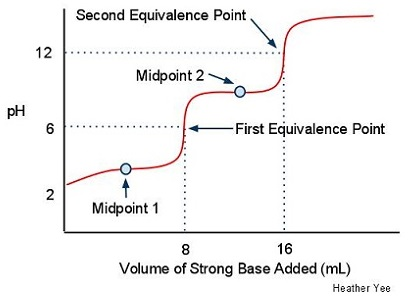 Second Equivalence Point
12
Midpoint 2
pH
6
First Equivalence Point
2
Midpoint 1
8
16
Volume of Strong Base Added (mL)
Heather Yee